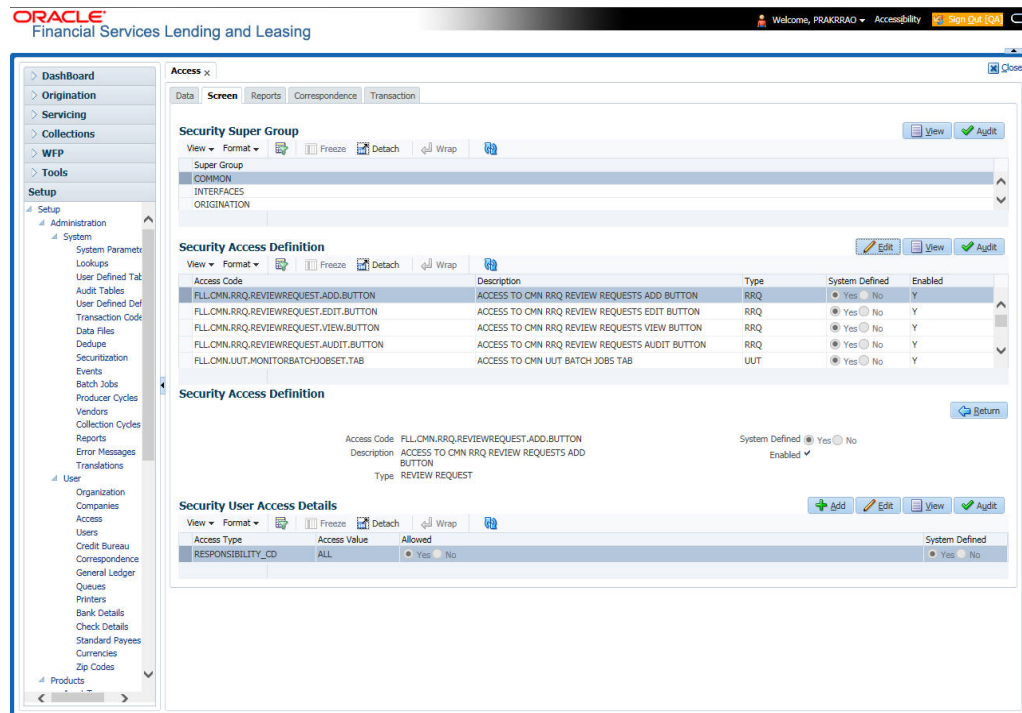 ORACLE
Financial Services Lending and Leasing
Welcome, PRAKRRAO Accessibility Sign Out [QA]
Close
DashBoard
Origination
Servicing
Collections
WFP
Tools
Setup
Setup
Administration
System
System Paramete
Lookups
User Defined Tab
Audit Tables
User Defined Def
Transaction Code
Data Files
Dedupe
Securitization
Events
Batch Jobs
Producer Cycles
Vendors
Collection Cycles
Reports
Error Messages
Translations
User
Organization
Companies
Access
Users
Credit Bureau
Correspondence
General Ledger
Queues
Printers
Bank Details
Check Details
Standard Payees
Currencies
Zip Codes
Products
Access
Data Screen Reports Correspondence Transaction
Security Super Group
View Audit
View Format Freeze Detach Wrap
Super Group
COMMON
INTERFACES
ORIGINATION
Security Access Definition
Edit View Audit
View Format Freeze Detach Wrap
Access Code Description Type System Defined Enabled
FLL.CMN.RRQ.REVIEWREQUEST.ADD.BUTTON ACCESS TO CMN RRQ REVIEW REQUESTS ADD BUTTON RRQ Yes No Y
FLL.CMN.RRQ.REVIEWREQUEST.EDIT.BUTTON ACCESS TO CMN RRQ REVIEW REQUESTS EDIT BUTTON RRQ Yes No Y
FLL.CMN.RRQ.REVIEWREQUEST.VIEW.BUTTON ACCESS TO CMN RRQ REVIEW REQUESTS VIEW BUTTON RRQ Yes No Y
FLL.CMN.RRQ.REVIEWREQUEST.AUDIT.BUTTON ACCESS TO CMN RRQ REVIEW REQUESTS AUDIT BUTTON RRQ Yes No Y
FLL.CMN.UUT.MONITORBATCHJOBSET.TAB ACCESS TO CMN UUT BATCH JOBS TAB UUT Yes No Y
Security Access Definition
Return
Access Code FLL.CMN.RRQ.REVIEWREQUEST.ADD.BUTTON System Defined Yes No
Description ACCESS TO CMN RRQ REVIEW REQUESTS ADD Enabled
BUTTON
Type REVIEW REQUEST
Security User Access Details
Add Edit View Audit
View Format Freeze Detach Wrap
Access Type Access Value Allowed System Defined
RESPONSIBILITY_CD ALL Yes No Yes No